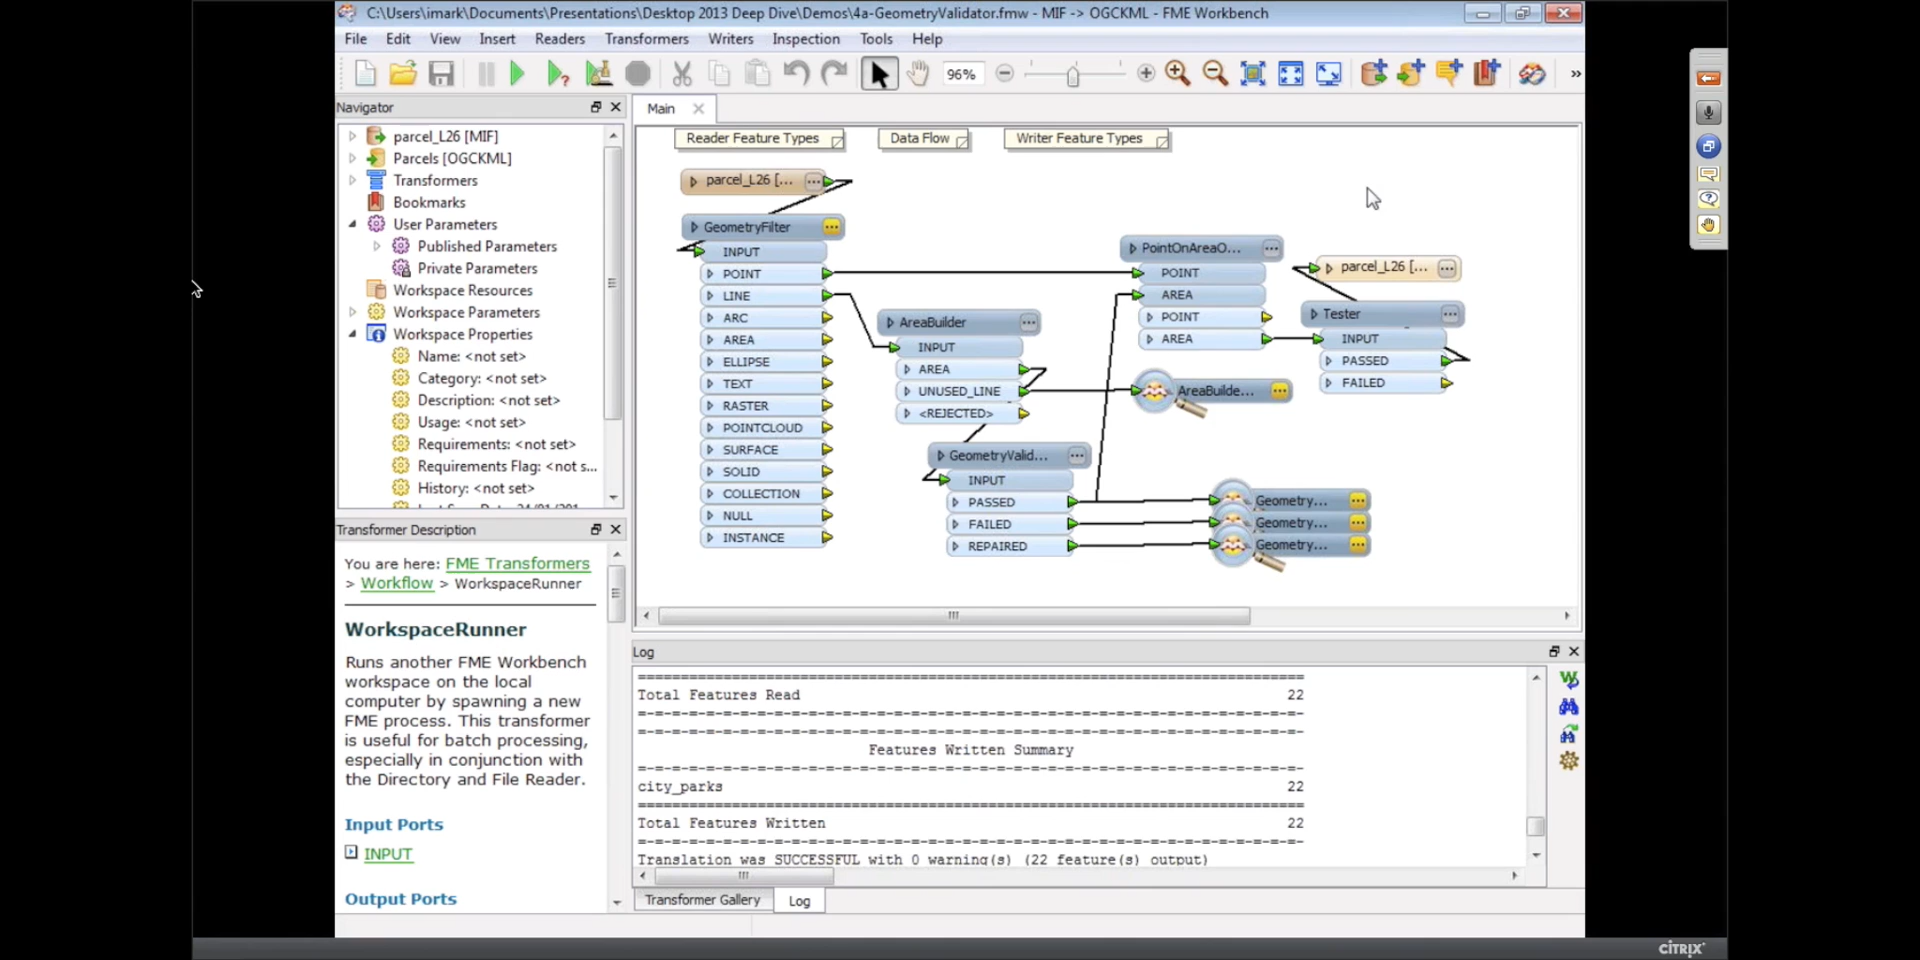 C:\Users\imark\Documents\Presentations\Desktop 2013 Deep Dive\Demos\4a-GeometryValidator.fmw - MIF -> OGCKML - FME Workbench
File Edit View Insert Readers Transformers Writers Inspection Tools Help
96%
Navigator
parcel_L26 [MIF]
Parcels [OGCKML]
Transformers
Bookmarks
User Parameters
Published Parameters
Private Parameters
Workspace Resources
Workspace Parameters
Workspace Properties
Name: <not set>
Category: <not set>
Description: <not set>
Usage: <not set>
Requirements: <not set>
Requirements Flag: <not s...
History: <not set>
Transformer Description
You are here: FME Transformers
> Workflow > WorkspaceRunner
WorkspaceRunner
Runs another FME Workbench
workspace on the local
computer by spawning a new
FME process. This transformer
is useful for batch processing,
especially in conjunction with
the Directory and File Reader.
Input Ports
INPUT
Output Ports
Main
Reader Feature Types
Data Flow
Writer Feature Types
parcel_L26 [...
GeometryFilter
INPUT
POINT
LINE
ARC
AREA
ELLIPSE
TEXT
RASTER
POINTCLOUD
SURFACE
SOLID
COLLECTION
NULL
INSTANCE
AreaBuilder
INPUT
AREA
UNUSED_LINE
<REJECTED>
GeometryValid...
INPUT
PASSED
FAILED
REPAIRED
PointOnAreaO...
POINT
AREA
POINT
AREA
AreaBuilde...
Geometry...
Geometry...
Geometry...
parcel_L26 [...
Tester
INPUT
PASSED
FAILED
Log
Total Features Read 22
Features Written Summary
city_parks 22
Total Features Written 22
Translation was SUCCESSFUL with 0 warning(s) (22 feature(s) output)
Transformer Gallery Log
CITRIX